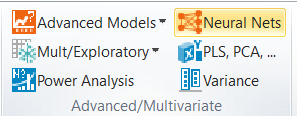 Advanced Models Neural Nets
Mult/Exploratory PLS, PCA, ...
Power Analysis Variance
Advanced/Multivariate